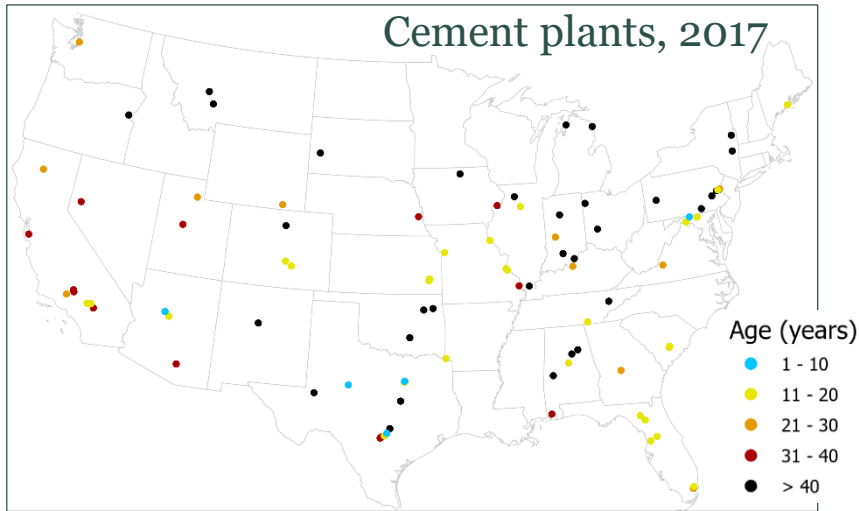 Cement plants, 2017
Age (years)
1 - 10
11 - 20
21 - 30
31 - 40
> 40